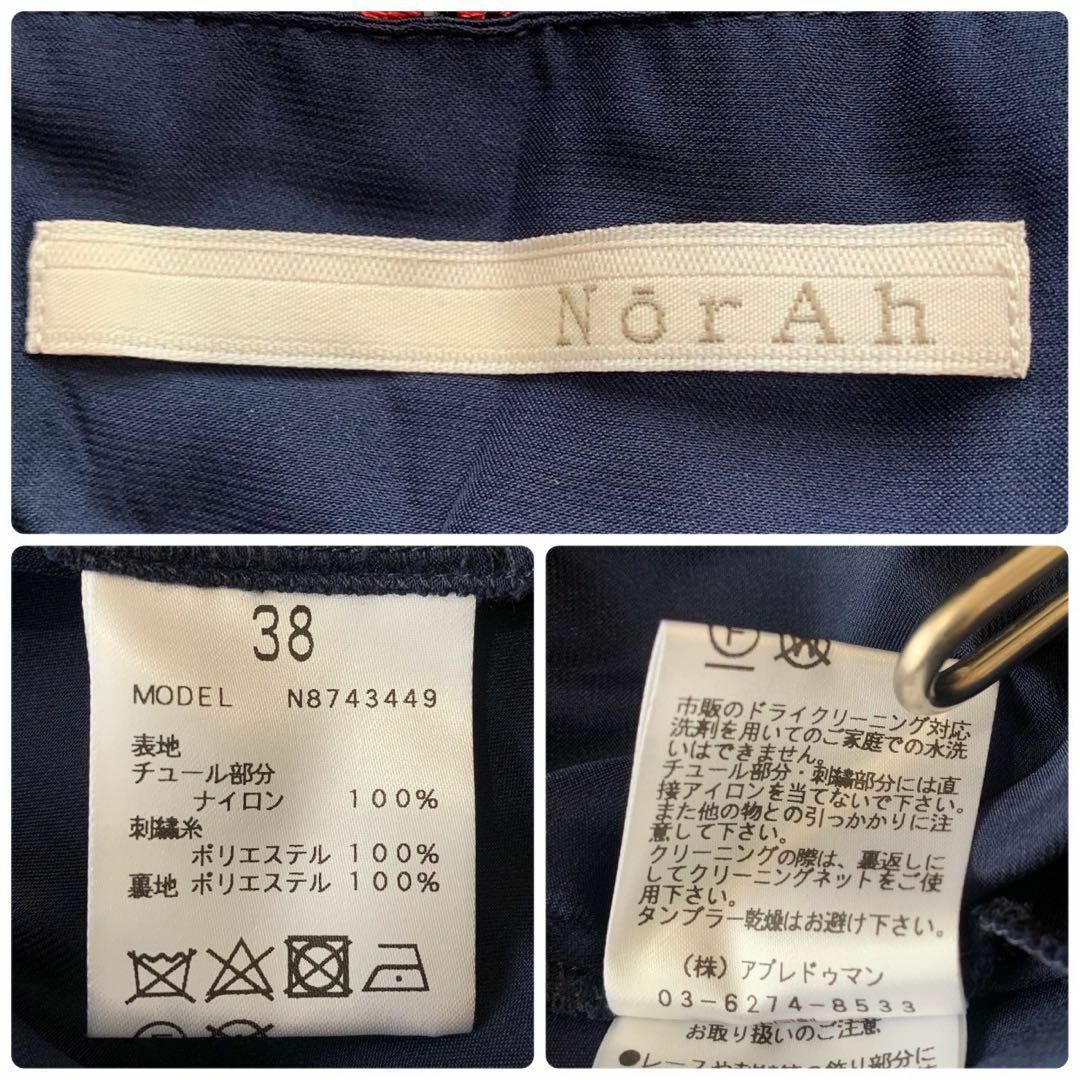 NōrAh
38
MODEL N8743449
表地
チュール部分
ナイロン 100%
刺繍糸
ポリエステル 100%
裏地 ポリエステル 100%
F W
市販のドライクリーニング対応
洗剤を用いてのご家庭での水洗
いはできません。
チュール部分・刺繍部分には直
接アイロンを当てないで下さい。
また他の物との引っかかりに注
意して下さい。
クリーニングの際は、裏返しに
してクリーニングネットをご使
用下さい。
タンブラー乾燥はお避け下さい。
(株)アプレドゥマン
03-6274-8533
お取り扱いのご注意